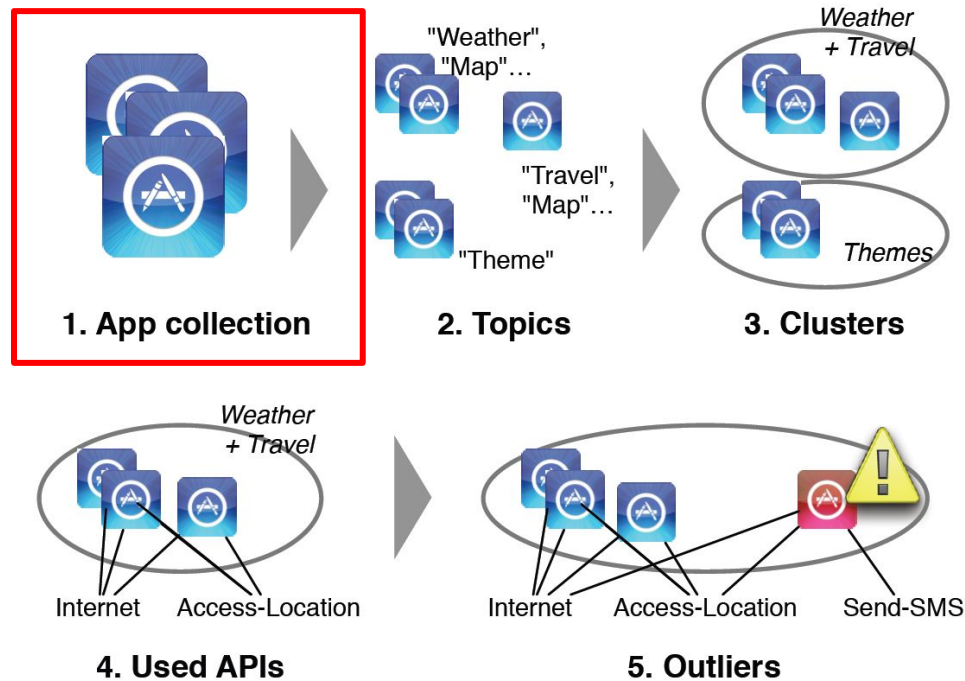 "Weather",
"Map"…
"Travel",
"Map"…
"Theme"
Weather
+ Travel
Themes
1. App collection
2. Topics
3. Clusters
Weather
+ Travel
Internet
Access-Location
Internet
Access-Location
Send-SMS
4. Used APIs
5. Outliers